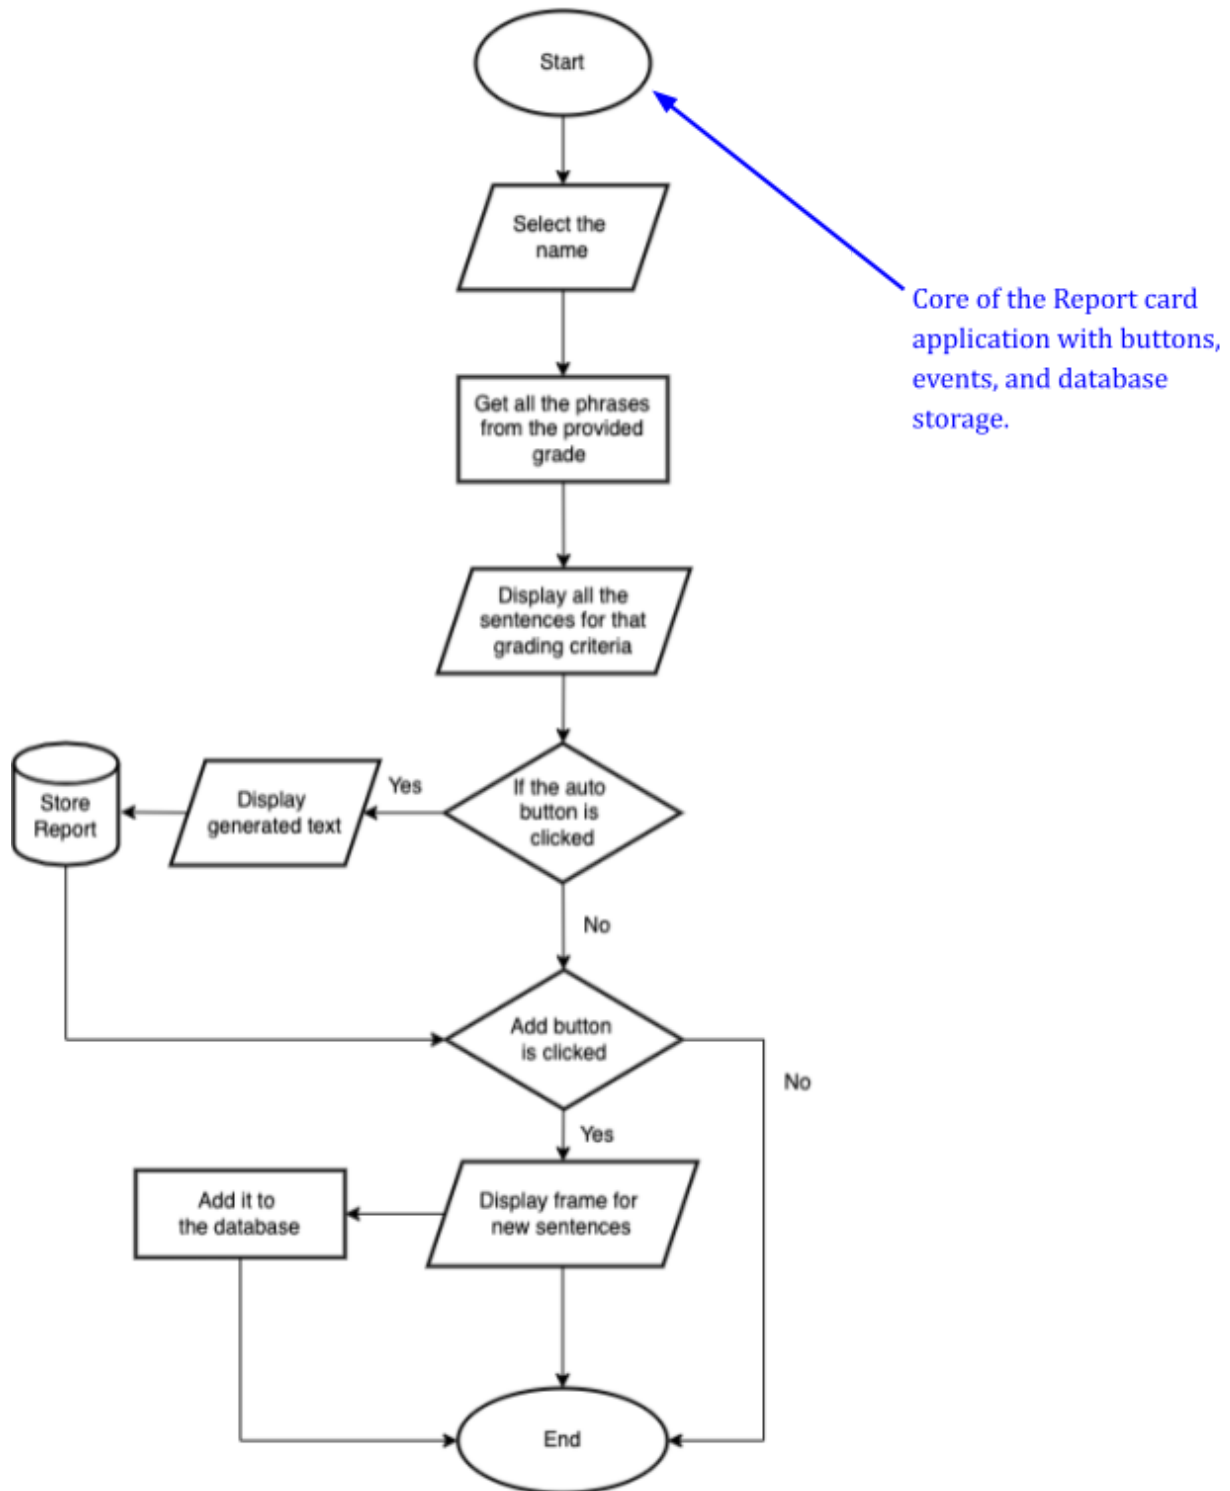 Start
Select the
name
Core of the Report card
application with buttons,
events, and database
storage.
Get all the phrases
from the provided
grade
Display all the
sentences for that
grading criteria
If the auto
button is
clicked
Yes
Display
generated text
Store
Report
No
Add button
is clicked
No
Yes
Display frame for
new sentences
Add it to
the database
End